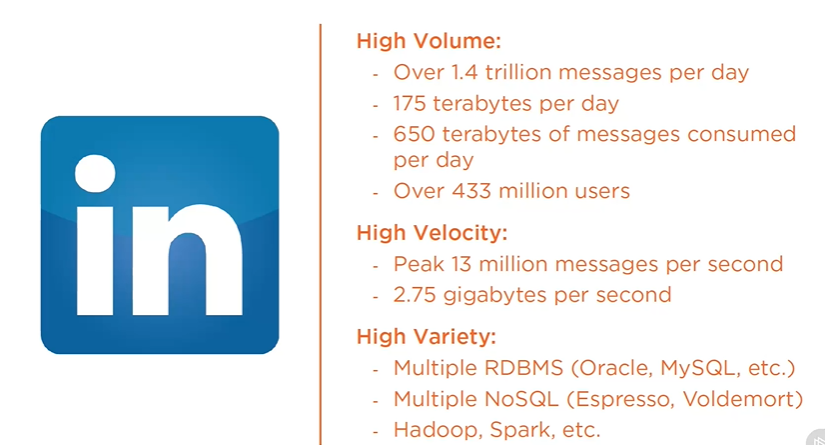 in
High Volume:
- Over 1.4 trillion messages per day
- 175 terabytes per day
- 650 terabytes of messages consumed
per day
- Over 433 million users
High Velocity:
- Peak 13 million messages per second
- 2.75 gigabytes per second
High Variety:
- Multiple RDBMS (Oracle, MySQL, etc.)
- Multiple NoSQL (Espresso, Voldemort)
- Hadoop, Spark, etc.